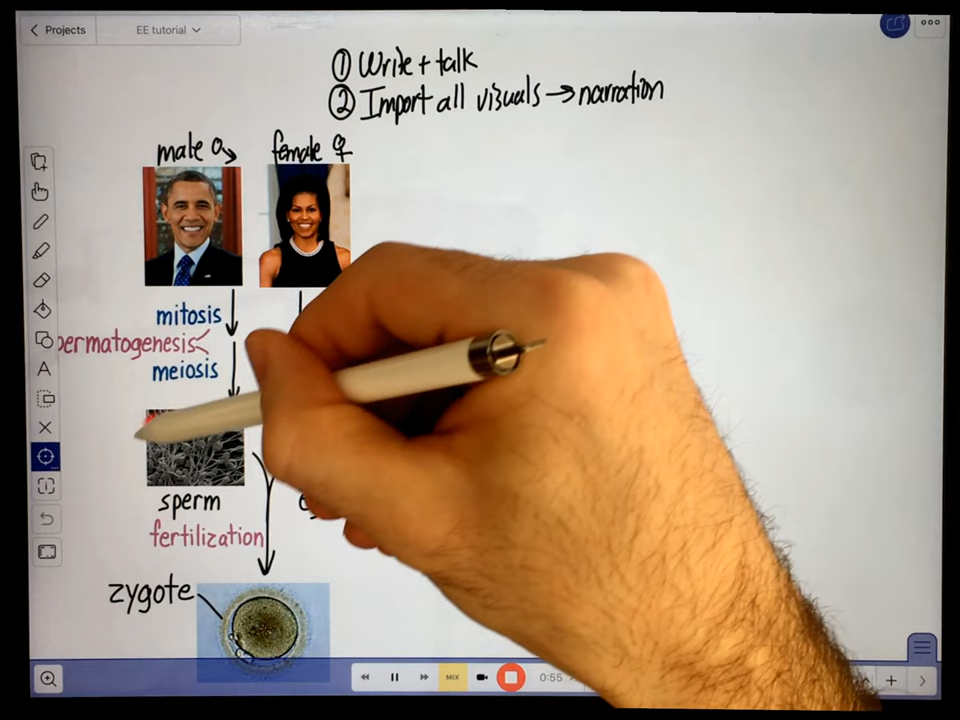 Projects
EE tutorial
① Write + talk
② Import all visuals → narration
male ♂
female ♀
mitosis
permatogenesis
meiosis
sperm
fertilization
zygote
A
MIX
0:55